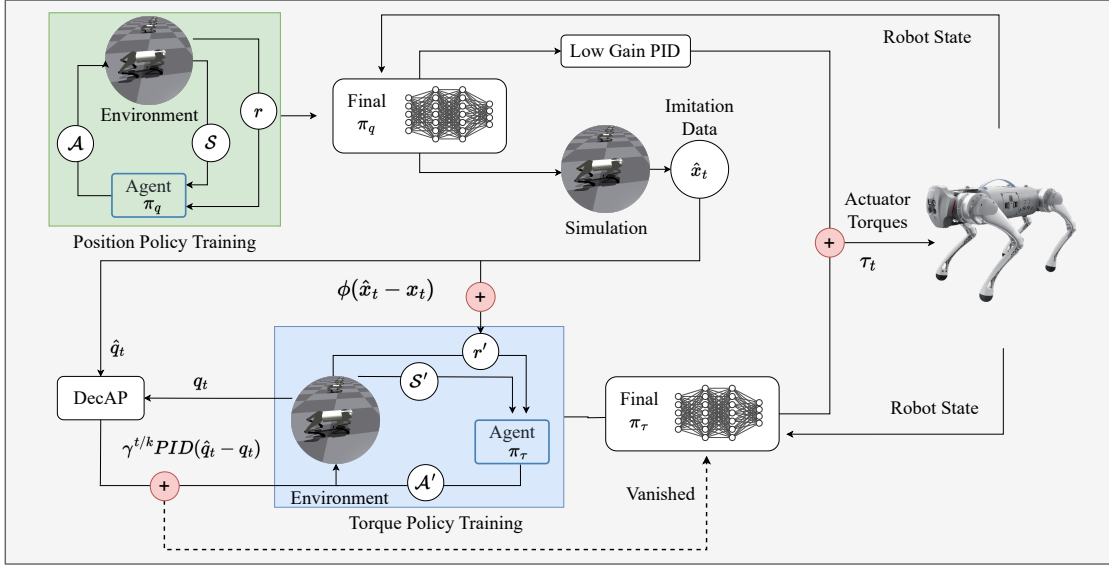 Environment
r
𝒜
𝒮
Agent
π_q
Position Policy Training
Final
π_q
Low Gain PID
Robot State
Imitation
Data
x̂_t
Simulation
Actuator
Torques
+
τ_t
ϕ(x̂_t − x_t)
+
q̂_t
DecAP
q_t
γ^{t/k}PID(q̂_t − q_t)
+
r′
𝒮′
Agent
π_τ
𝒜′
Environment
Torque Policy Training
Final
π_τ
Robot State
Vanished